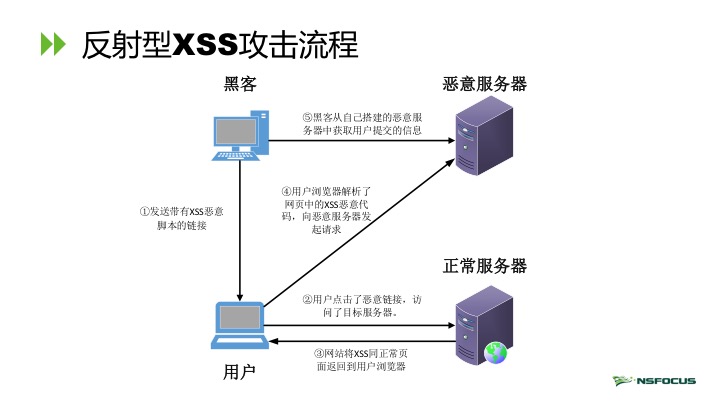 反射型XSS攻击流程
黑客
恶意服务器
⑤黑客从自己搭建的恶意服
务器中获取用户提交的信息
④用户浏览器解析了
网页中的XSS恶意代
码，向恶意服务器发
起请求
①发送带有XSS恶意
脚本的链接
正常服务器
②用户点击了恶意链接，访
问了目标服务器。
③网站将XSS同正常页
面返回到用户浏览器
用户
NSFOCUS